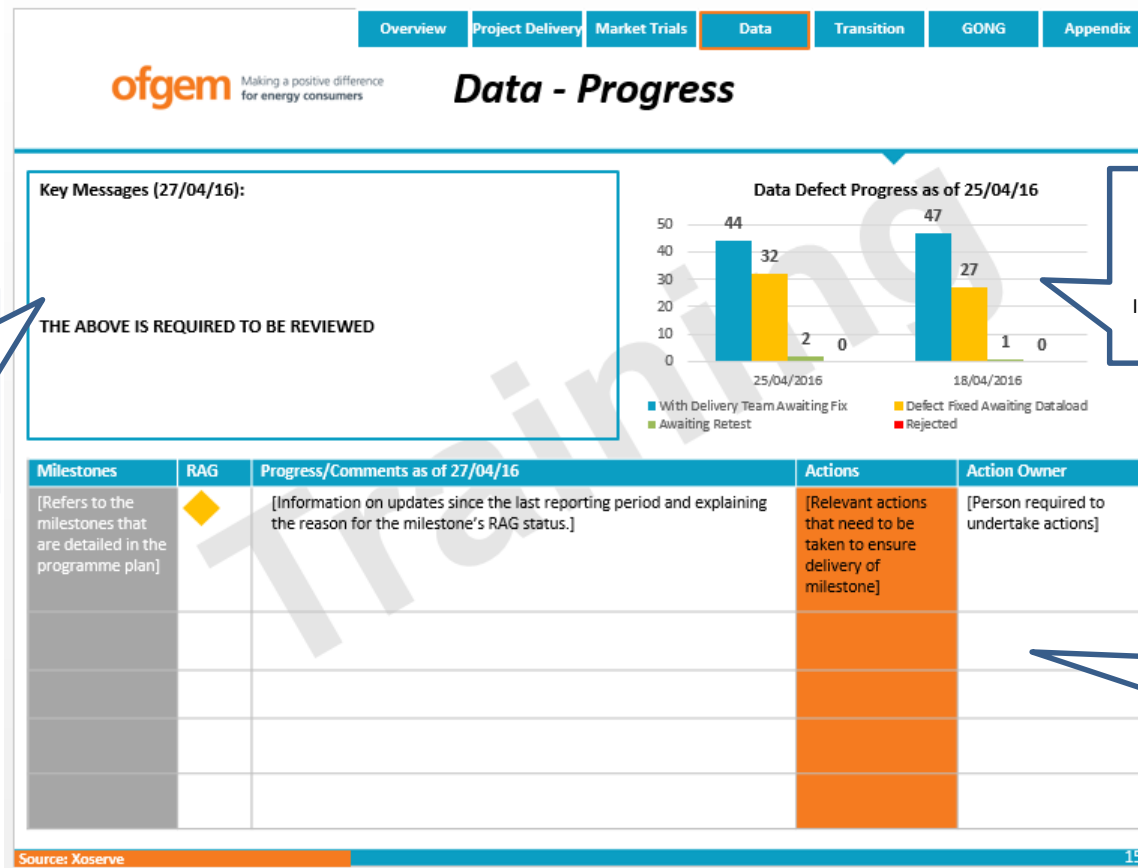 Overview Project Delivery Market Trials Data Transition GONG Appendix
ofgem Making a positive difference
for energy consumers
Data - Progress
Key Messages (27/04/16):
THE ABOVE IS REQUIRED TO BE REVIEWED
Data Defect Progress as of 25/04/16
50
40
30
20
10
0
44
32
2
0
47
27
1
0
25/04/2016
18/04/2016
With Delivery Team Awaiting Fix
Defect Fixed Awaiting Dataload
Awaiting Retest
Rejected
Training
Milestones RAG Progress/Comments as of 27/04/16 Actions Action Owner
[Refers to the
milestones that
are detailed in the
programme plan]
[Information on updates since the last reporting period and explaining
the reason for the milestone's RAG status.]
[Relevant actions
that need to be
taken to ensure
delivery of
milestone]
[Person required to
undertake actions]
Source: Xoserve
15